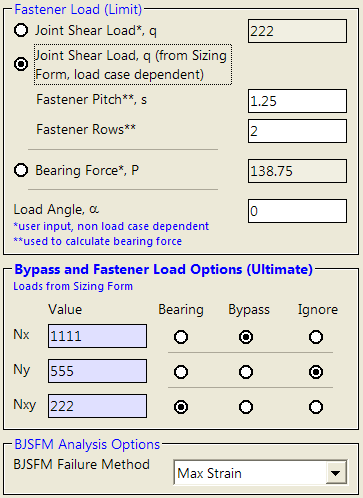 Fastener Load (Limit)
Joint Shear Load*, q 222
Joint Shear Load, q (from Sizing
Form, load case dependent)
Fastener Pitch**, s 1.25
Fastener Rows** 2
Bearing Force*, P 138.75
Load Angle, α 0
*user input, non load case dependent
**used to calculate bearing force
Bypass and Fastener Load Options (Ultimate)
Loads from Sizing Form
Value Bearing Bypass Ignore
Nx 1111
Ny 555
Nxy 222
BJSFM Analysis Options
BJSFM Failure Method Max Strain